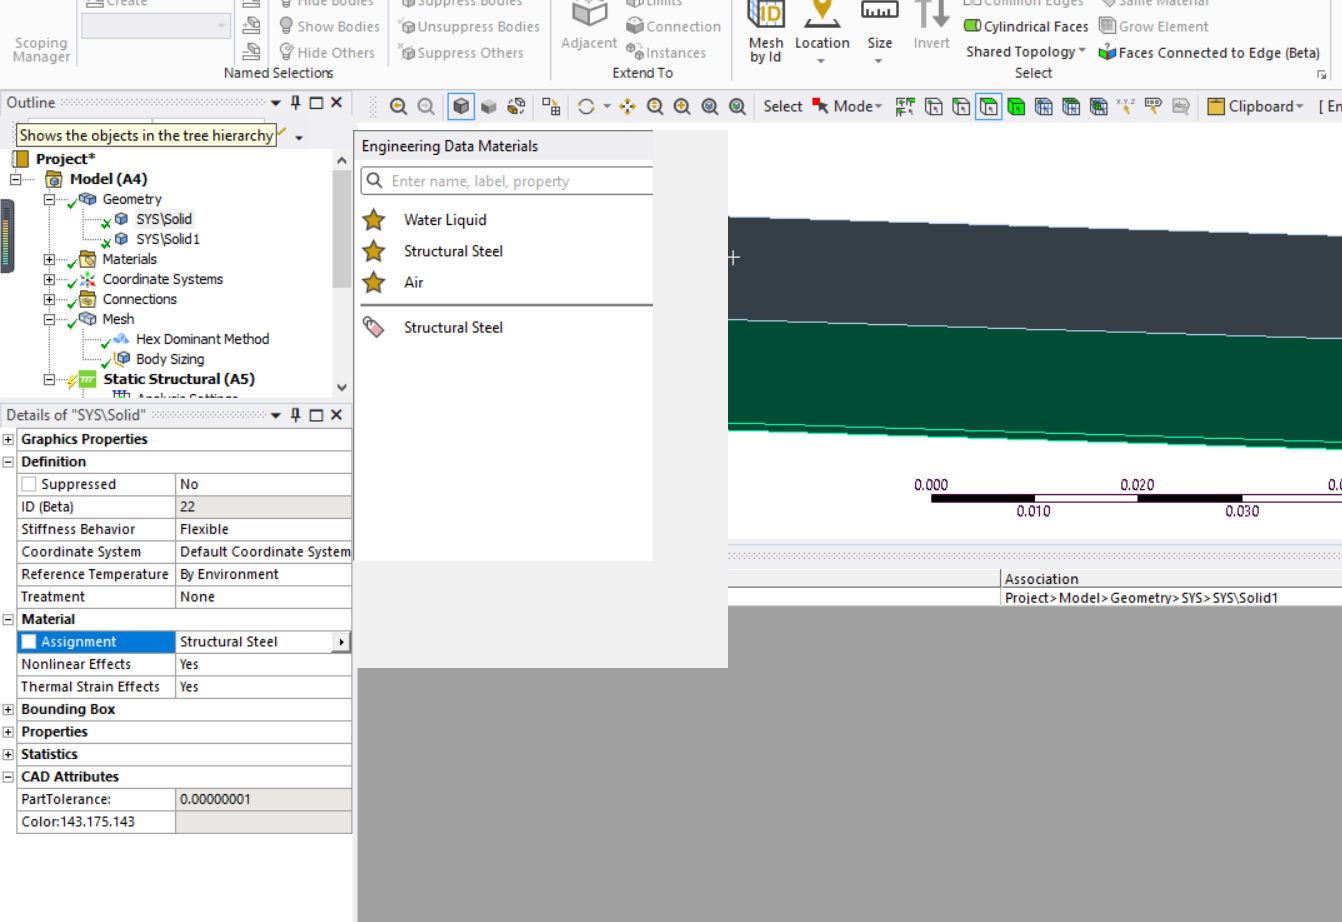 Create
Hide Bodies
Suppress Bodies
Limits
Common Edges
Same Material
Show Bodies
Unsuppress Bodies
Connection
Cylindrical Faces
Grow Element
Scoping
Manager
Hide Others
Suppress Others
Adjacent
Instances
Mesh
by Id
Location
Size
Invert
Shared Topology
Faces Connected to Edge (Beta)
Named Selections
Extend To
Select
Outline
Select
Mode
Clipboard
[
Shows the objects in the tree hierarchy
Project*
Model (A4)
Geometry
SYS\Solid
SYS\Solid1
Materials
Coordinate Systems
Connections
Mesh
Hex Dominant Method
Body Sizing
Static Structural (A5)
Analysis Settings
Engineering Data Materials
Enter name, label, property
Water Liquid
Structural Steel
Air
Structural Steel
0.000
0.020
0.010
0.030
Association
Project>Model>Geometry>SYS>SYS\Solid1
Details of "SYS\Solid"
Graphics Properties
Definition
Suppressed No
ID (Beta) 22
Stiffness Behavior Flexible
Coordinate System Default Coordinate System
Reference Temperature By Environment
Treatment None
Material
Assignment Structural Steel
Nonlinear Effects Yes
Thermal Strain Effects Yes
Bounding Box
Properties
Statistics
CAD Attributes
PartTolerance: 0.00000001
Color:143.175.143